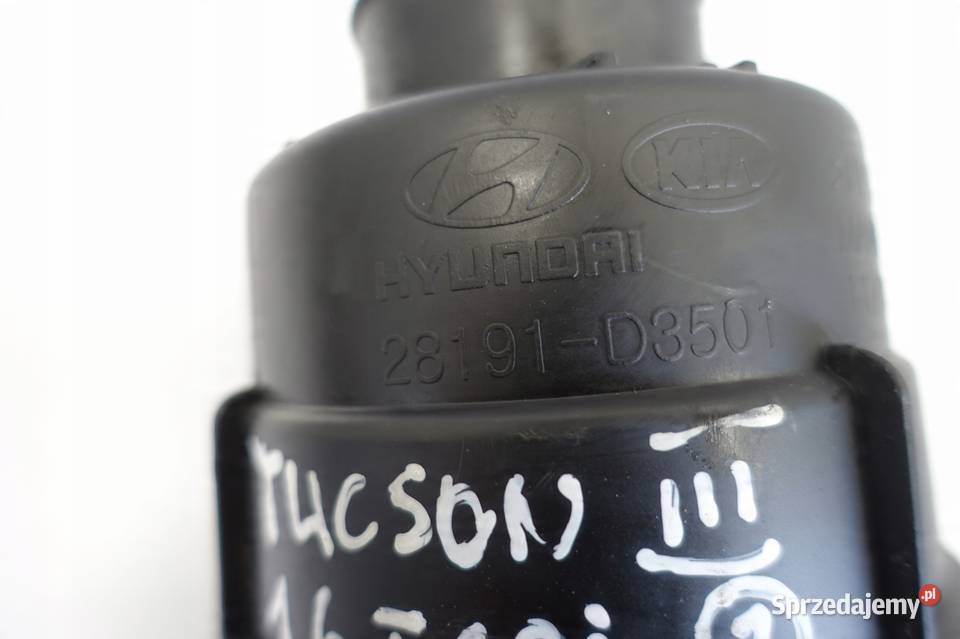 KIA
HYUNDAI
28191-D3501
TUCSON III
Sprzedajemy.pl